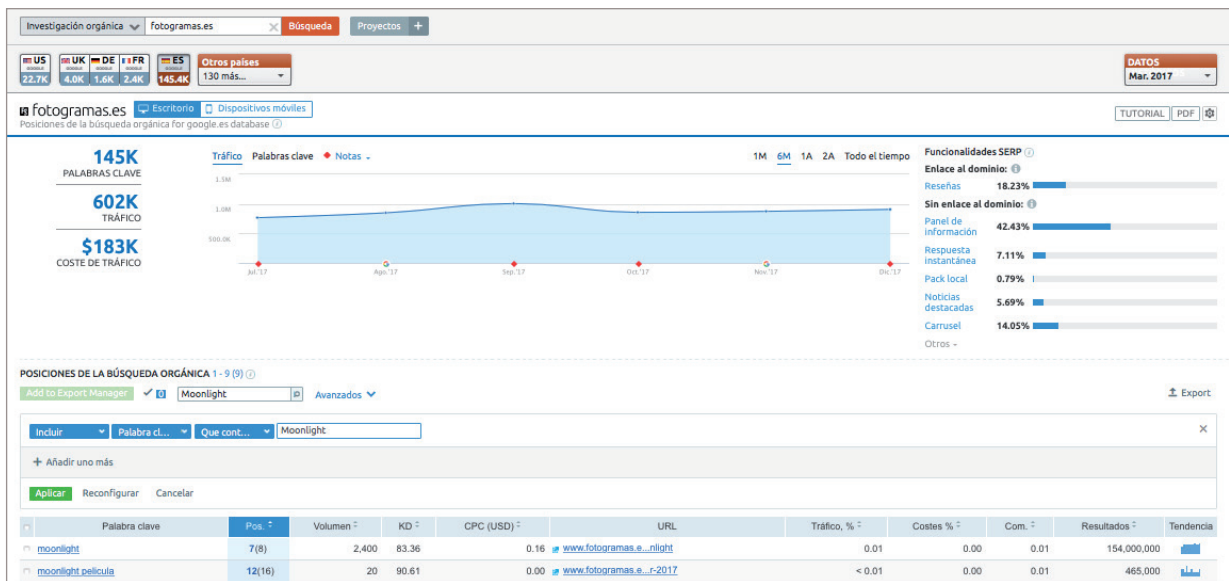 Investigación orgánica fotogramas.es Búsqueda Proyectos +
US UK DE FR ES Otros países DATOS
22.7K 4.0K 1.6K 2.4K 145.4K 130 más... Mar. 2017
fotogramas.es Escritorio Dispositivos móviles TUTORIAL PDF
Posiciones de la búsqueda orgánica for google.es database
145K
PALABRAS CLAVE
602K
TRÁFICO
$183K
COSTE DE TRÁFICO
Tráfico Palabras clave Notas 1M 6M 1A 2A Todo el tiempo
1.5M
1.0M
500.0K
Jul.'17 Ago.'17 Sep.'17 Oct.'17 Nov.'17 Dic.'17
Funcionalidades SERP
Enlace al dominio:
Reseñas 18.23%
Sin enlace al dominio:
Panel de información 42.43%
Respuesta instantánea 7.11%
Pack local 0.79%
Noticias destacadas 5.69%
Carrusel 14.05%
Otros
POSICIONES DE LA BÚSQUEDA ORGÁNICA 1 - 9 (9)
Add to Export Manager 0 Moonlight Avanzados Export
Incluir Palabra cl... Que cont... Moonlight
+ Añadir uno más
Aplicar Reconfigurar Cancelar
Palabra clave Pos. Volumen KD CPC (USD) URL Tráfico, % Costes % Com. Resultados Tendencia
moonlight 7(8) 2,400 83.36 0.16 www.fotogramas.e...nlight 0.01 0.00 0.01 154,000,000
moonlight pelicula 12(16) 20 90.61 0.00 www.fotogramas.e...r-2017 < 0.01 0.00 0.01 465,000